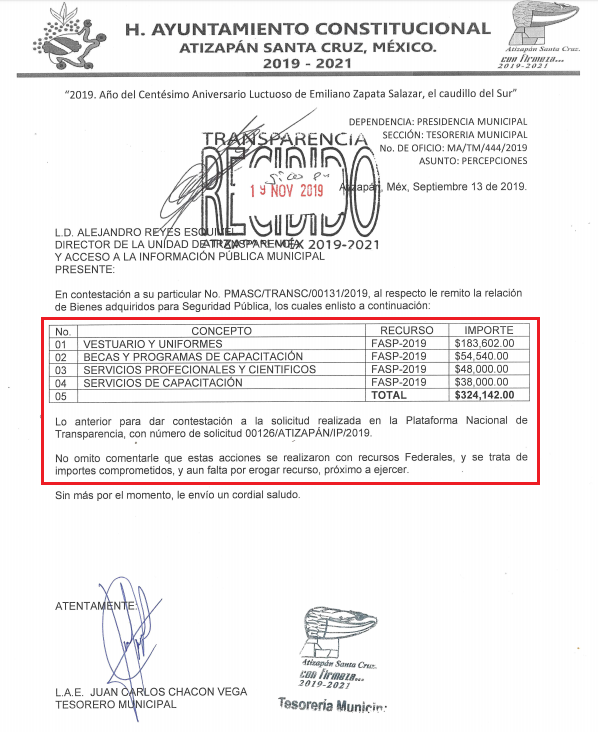 H. AYUNTAMIENTO CONSTITUCIONAL
ATIZAPÁN SANTA CRUZ, MÉXICO.
2019 - 2021
Atizapán Santa Cruz.
con firmeza...
2019-2021
“2019. Año del Centésimo Aniversario Luctuoso de Emiliano Zapata Salazar, el caudillo del Sur”
DEPENDENCIA: PRESIDENCIA MUNICIPAL
SECCIÓN: TESORERIA MUNICIPAL
No. DE OFICIO: MA/TM/444/2019
ASUNTO: PERCEPCIONES
TRANSPARENCIA
RECIBIDO
19 NOV 2019
Atizapán, Méx, Septiembre 13 de 2019.
MEX 2019-2021
L.D. ALEJANDRO REYES ESQUIVEL
DIRECTOR DE LA UNIDAD DE TRANSPARENCIA
Y ACCESO A LA INFORMACIÓN PÚBLICA MUNICIPAL
PRESENTE:
En contestación a su particular No. PMASC/TRANSC/00131/2019, al respecto le remito la relación
de Bienes adquiridos para Seguridad Pública, los cuales enlisto a continuación:
No. CONCEPTO RECURSO IMPORTE
01 VESTUARIO Y UNIFORMES FASP-2019 $183,602.00
02 BECAS Y PROGRAMAS DE CAPACITACIÓN FASP-2019 $54,540.00
03 SERVICIOS PROFECIONALES Y CIENTIFICOS FASP-2019 $48,000.00
04 SERVICIOS DE CAPACITACIÓN FASP-2019 $38,000.00
05 TOTAL $324,142.00
Lo anterior para dar contestación a la solicitud realizada en la Plataforma Nacional de
Transparencia, con número de solicitud 00126/ATIZAPÁN/IP/2019.
No omito comentarle que estas acciones se realizaron con recursos Federales, y se trata de
importes comprometidos, y aun falta por erogar recurso, próximo a ejercer.
Sin más por el momento, le envío un cordial saludo.
ATENTAMENTE:
L.A.E. JUAN CARLOS CHACON VEGA
TESORERO MUNICIPAL
Atizapán Santa Cruz.
con firmeza...
2019-2021
Tesoreria Municip